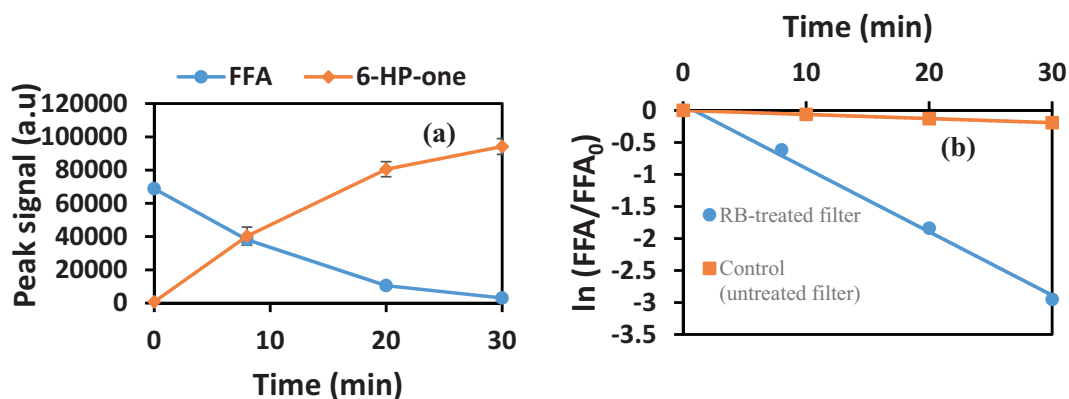 FFA 6-HP-one
Peak signal (a.u)
120000
100000
80000
60000
40000
20000
0
(a)
0 10 20 30
Time (min)
Time (min)
0 10 20 30
ln (FFA/FFA₀)
0
-0.5
-1
-1.5
-2
-2.5
-3
-3.5
(b)
RB-treated filter
Control
(untreated filter)